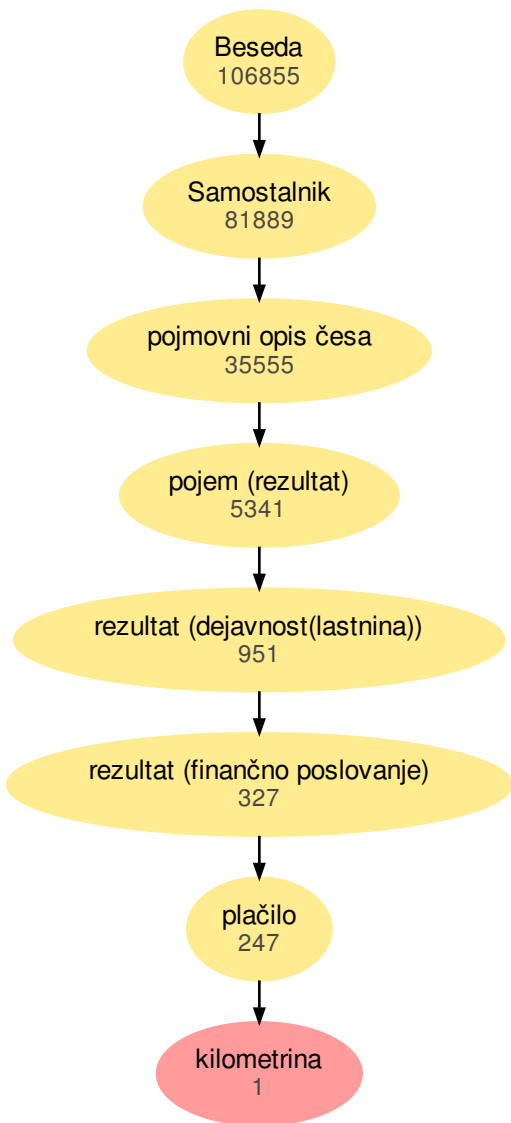 Beseda
106855
Samostalnik
81889
pojmovni opis česa
35555
pojem (rezultat)
5341
rezultat (dejavnost(lastnina))
951
rezultat (finančno poslovanje)
327
plačilo
247
kilometrina
1